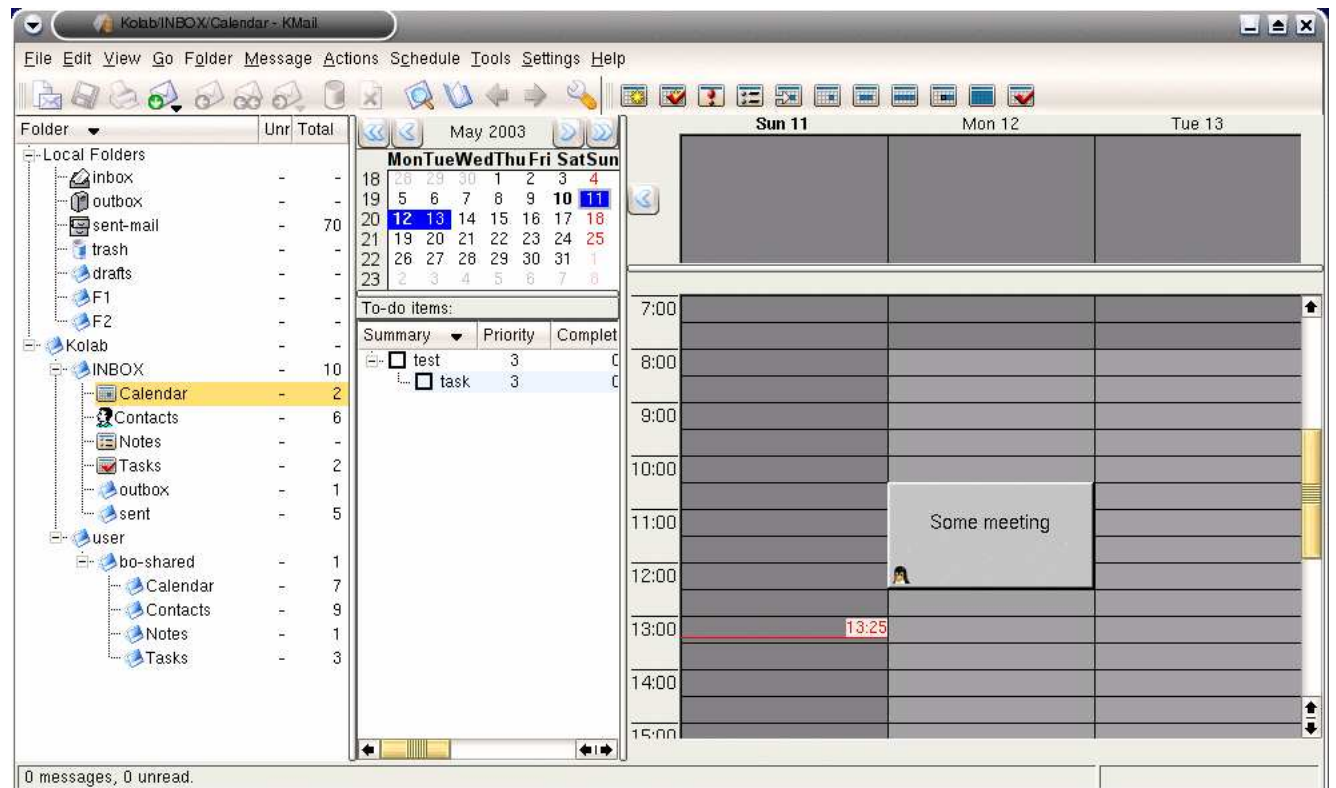 Kolab/INBOX/Calendar - KMail
File Edit View Go Folder Message Actions Schedule Tools Settings Help
Folder Unr Total
Local Folders
inbox - -
outbox - -
sent-mail - 70
trash - -
drafts - -
F1 - -
F2 - -
Kolab - -
INBOX - 10
Calendar - 2
Contacts - 6
Notes - -
Tasks - 2
outbox - 1
sent - 5
user
bo-shared - 1
Calendar - 7
Contacts - 9
Notes - 1
Tasks - 3
May 2003
Mon Tue Wed Thu Fri Sat Sun
18 28 29 30 1 2 3 4
19 5 6 7 8 9 10 11
20 12 13 14 15 16 17 18
21 19 20 21 22 23 24 25
22 26 27 28 29 30 31 1
23 2 3 4 5 6 7 8
To-do items:
Summary Priority Complet
test 3
task 3
Sun 11 Mon 12 Tue 13
7:00
8:00
9:00
10:00
11:00
Some meeting
12:00
13:00
13:25
14:00
15:00
0 messages, 0 unread.